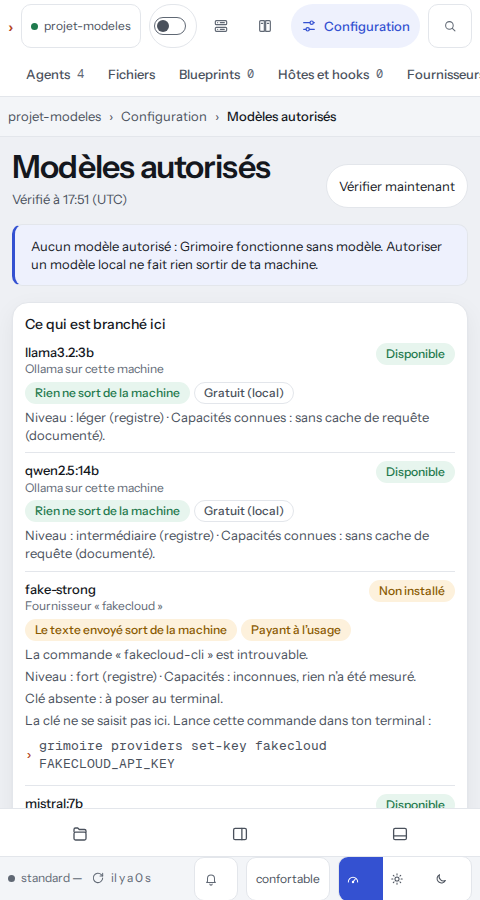 › projet-modeles Configuration
Agents 4 Fichiers Blueprints 0 Hôtes et hooks 0 Fournisseurs
projet-modeles › Configuration › Modèles autorisés
Modèles autorisés
Vérifié à 17:51 (UTC)
Vérifier maintenant
Aucun modèle autorisé : Grimoire fonctionne sans modèle. Autoriser
un modèle local ne fait rien sortir de ta machine.
Ce qui est branché ici
llama3.2:3b Disponible
Ollama sur cette machine
Rien ne sort de la machine Gratuit (local)
Niveau : léger (registre) · Capacités connues : sans cache de requête
(documenté).
qwen2.5:14b Disponible
Ollama sur cette machine
Rien ne sort de la machine Gratuit (local)
Niveau : intermédiaire (registre) · Capacités connues : sans cache de
requête (documenté).
fake-strong Non installé
Fournisseur « fakecloud »
Le texte envoyé sort de la machine Payant à l’usage
La commande « fakecloud-cli » est introuvable.
Niveau : fort (registre) · Capacités : inconnues, rien n’a été mesuré.
Clé absente : à poser au terminal.
La clé ne se saisit pas ici. Lance cette commande dans ton terminal :
› grimoire providers set-key fakecloud
FAKECLOUD_API_KEY
mistral:7b Disponible
standard — il y a 0 s confortable